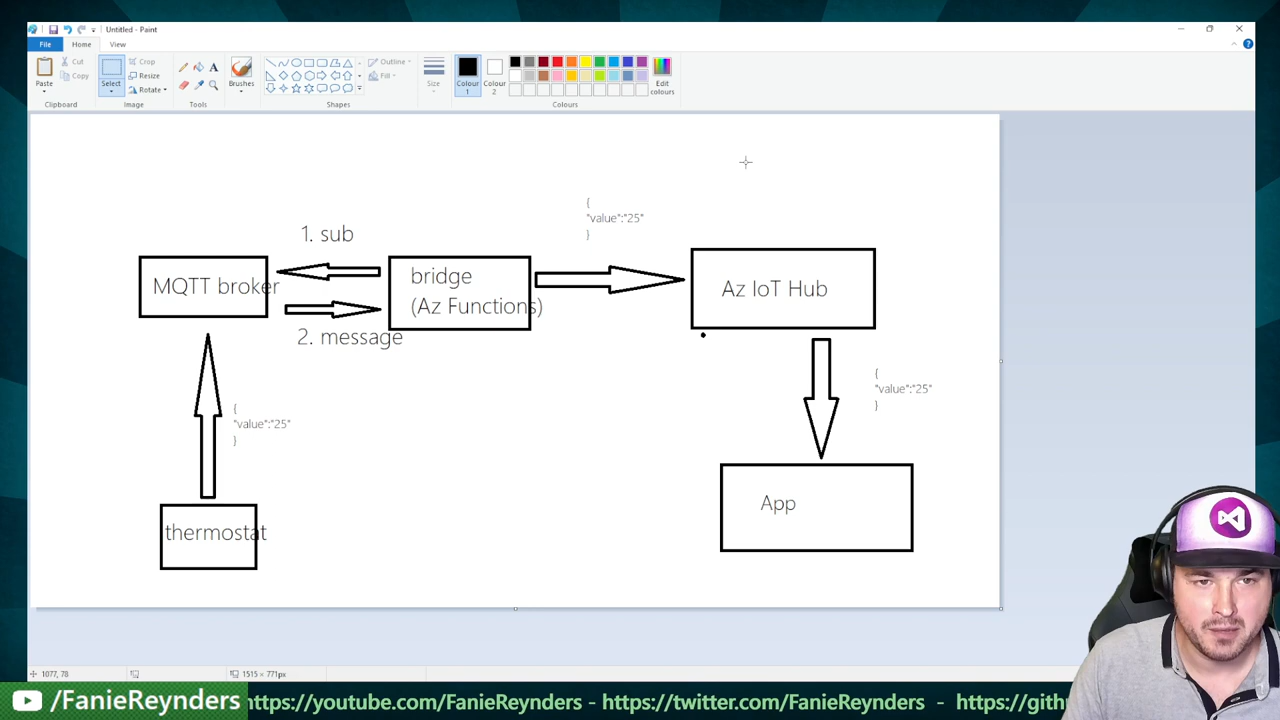 Untitled - Paint
File
Home
View
Paste
Cut
Copy
Clipboard
Select
Crop
Resize
Rotate
Image
Tools
Brushes
Shapes
Outline
Fill
Size
Colour
1
Colour
2
Edit
colours
Colours
{
"value":"25"
}
1. sub
MQTT broker
bridge
(Az Functions)
Az IoT Hub
2. message
{
"value":"25"
}
{
"value":"25"
}
App
thermostat
1077, 78
1515 × 771px
/FanieReynders
https://youtube.com/FanieReynders - https://twitter.com/FanieReynders - https://gith